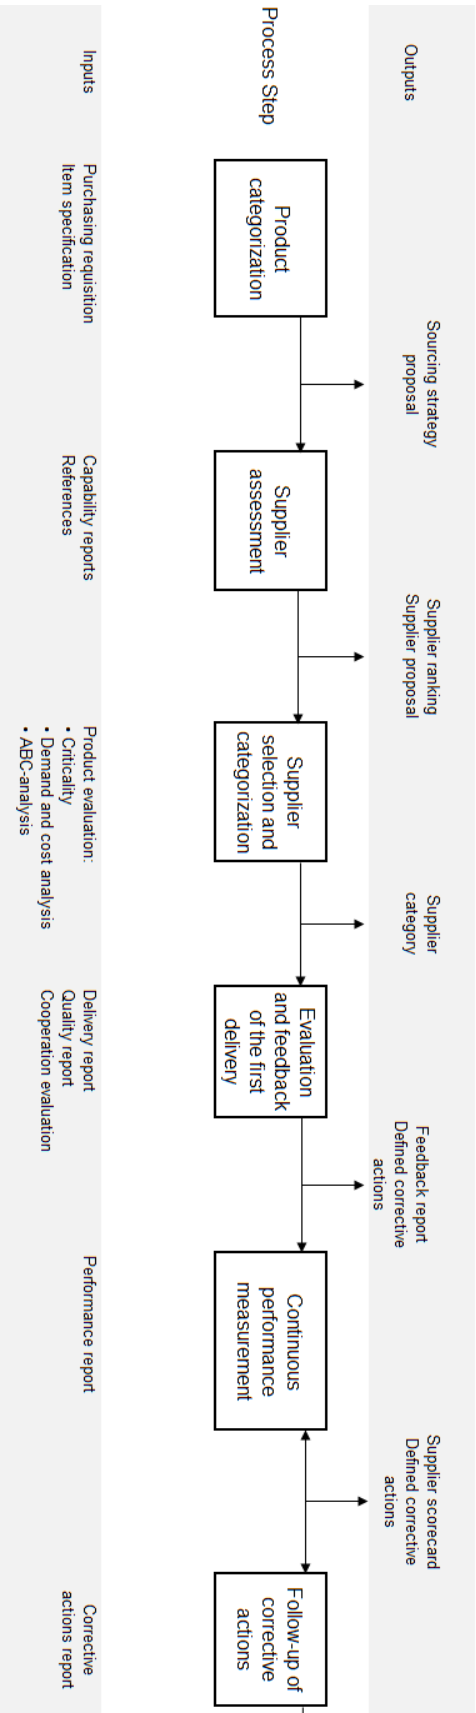 Outputs
Sourcing strategy
proposal
Supplier ranking
Supplier proposal
Supplier
category
Feedback report
Defined corrective
actions
Supplier scorecard
Defined corrective
actions
Process Step
Product
categorization
Supplier
assessment
Supplier
selection and
categorization
Evaluation
and feedback
of the first
delivery
Continuous
performance
measurement
Follow-up of
corrective
actions
Inputs
Purchasing requisition
Item specification
Capability reports
References
Product evaluation:
• Criticality
• Demand and cost analysis
• ABC-analysis
Delivery report
Quality report
Cooperation evaluation
Performance report
Corrective
actions report